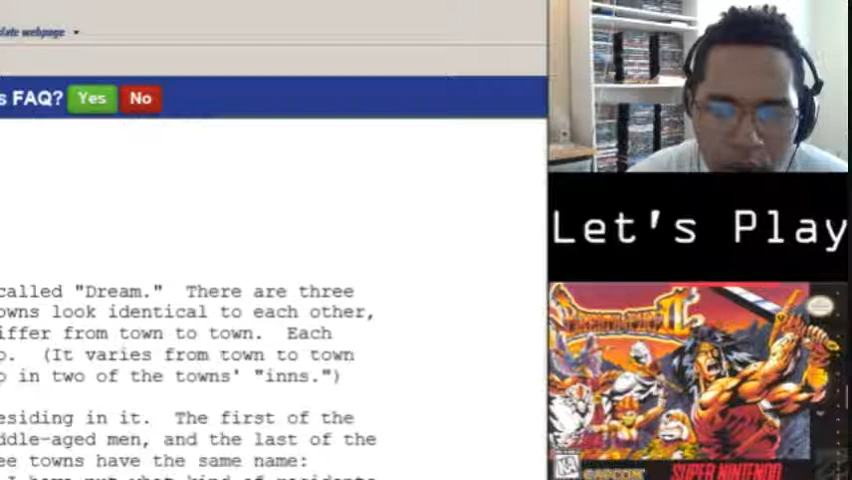 late webpage
s FAQ? Yes No
Let's Play
called "Dream." There are three
owns look identical to each other,
iffer from town to town. Each
o. (It varies from town to town
o in two of the towns' "inns.")
esiding in it. The first of the
ddle-aged men, and the last of the
ee towns have the same name:
II
CAPCOM
SUPER NINTENDO